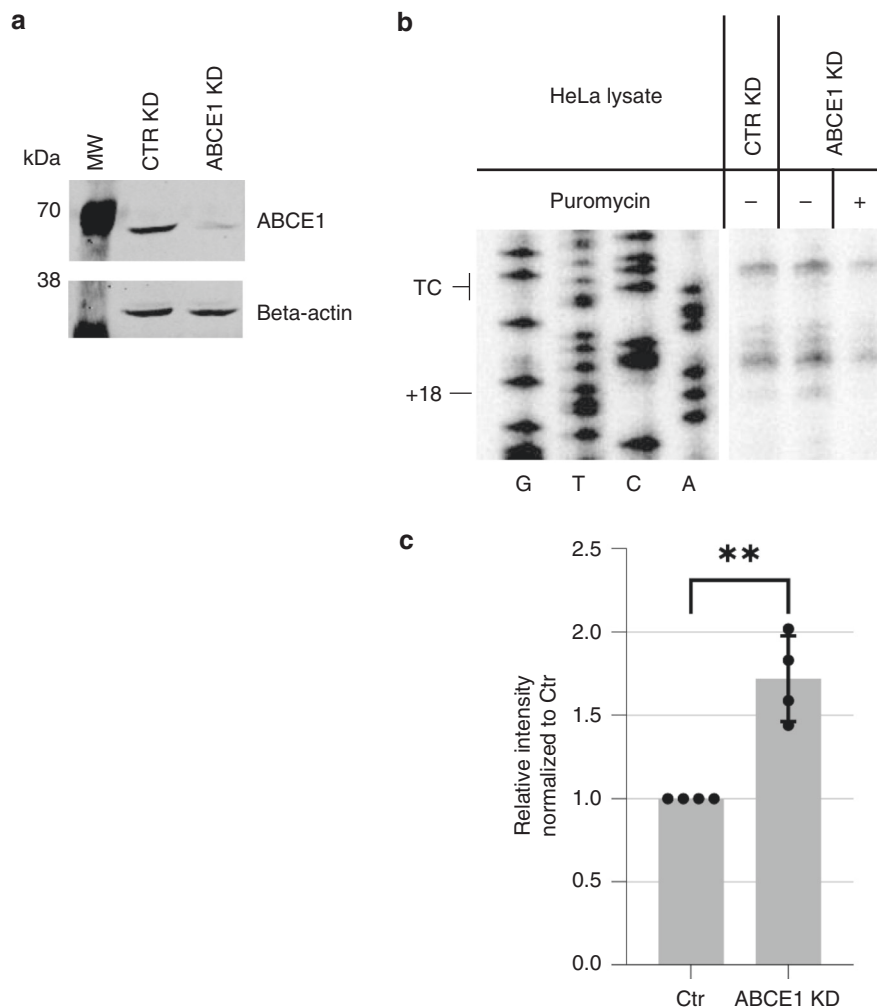 a
kDa
MW
CTR KD
ABCE1 KD
70
ABCE1
38
Beta-actin
b
HeLa lysate
CTR KD
ABCE1 KD
Puromycin
–
–
+
TC
+18
G
T
C
A
c
Relative intensity
normalized to Ctr
2.5
2.0
1.5
1.0
0.5
0.0
**
Ctr
ABCE1 KD